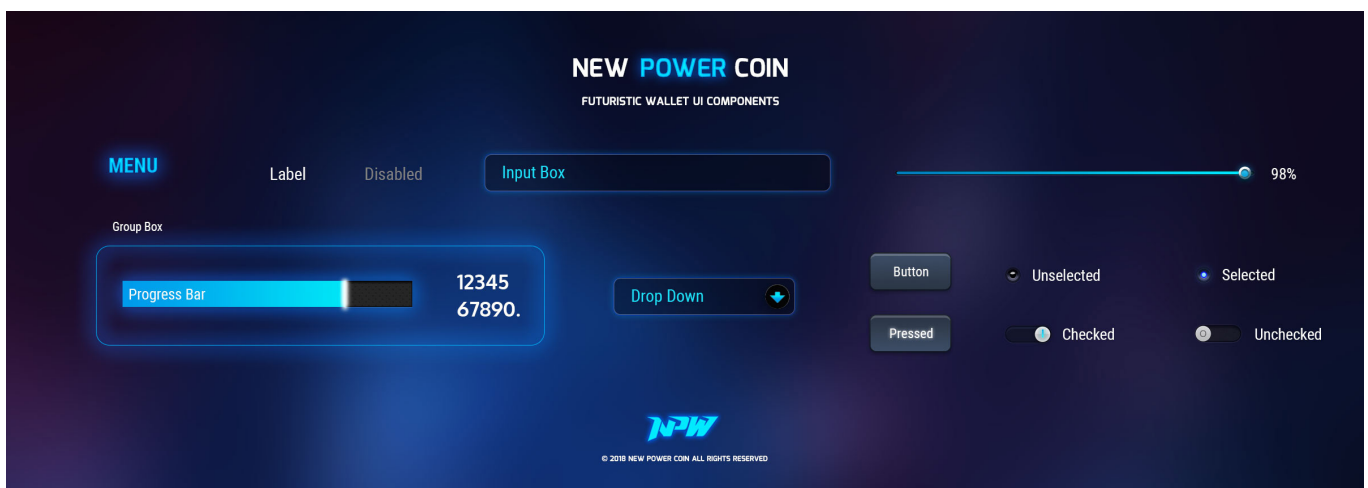 NEW POWER COIN
FUTURISTIC WALLET UI COMPONENTS
MENU
Label
Disabled
Input Box
98%
Group Box
Progress Bar
12345
67890.
Drop Down
Button
Unselected
Selected
Pressed
Checked
Unchecked
NPW
© 2018 NEW POWER COIN ALL RIGHTS RESERVED